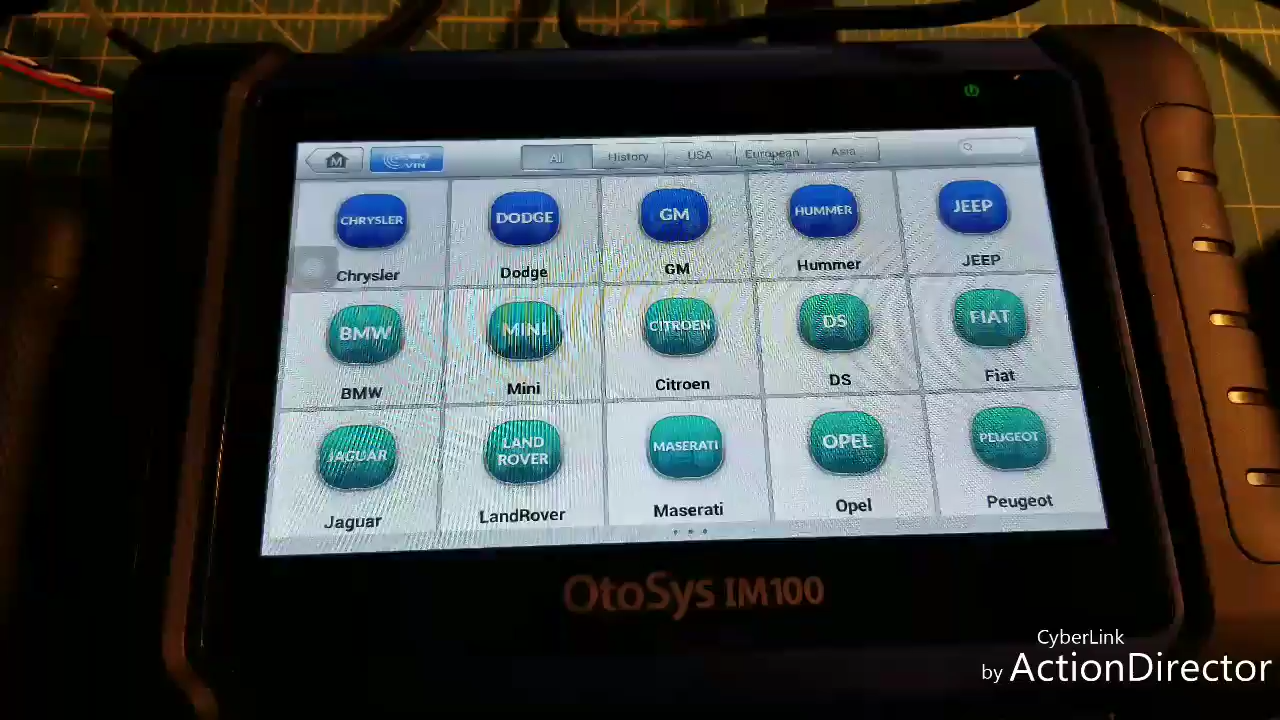 M VIN All History USA European Asia
CHRYSLER DODGE GM HUMMER JEEP
Chrysler Dodge GM Hummer JEEP
BMW MINI CITROEN DS FIAT
BMW Mini Citroen DS Fiat
JAGUAR LAND ROVER MASERATI OPEL PEUGEOT
Jaguar LandRover Maserati Opel Peugeot
OtoSys IM100
CyberLink
by ActionDirector